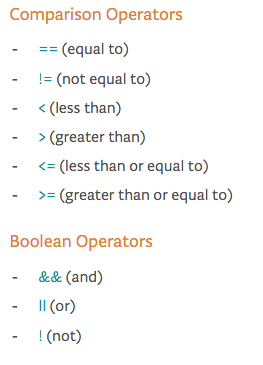 Comparison Operators
- == (equal to)
- != (not equal to)
- < (less than)
- > (greater than)
- <= (less than or equal to)
- >= (greater than or equal to)
Boolean Operators
- && (and)
- || (or)
- ! (not)